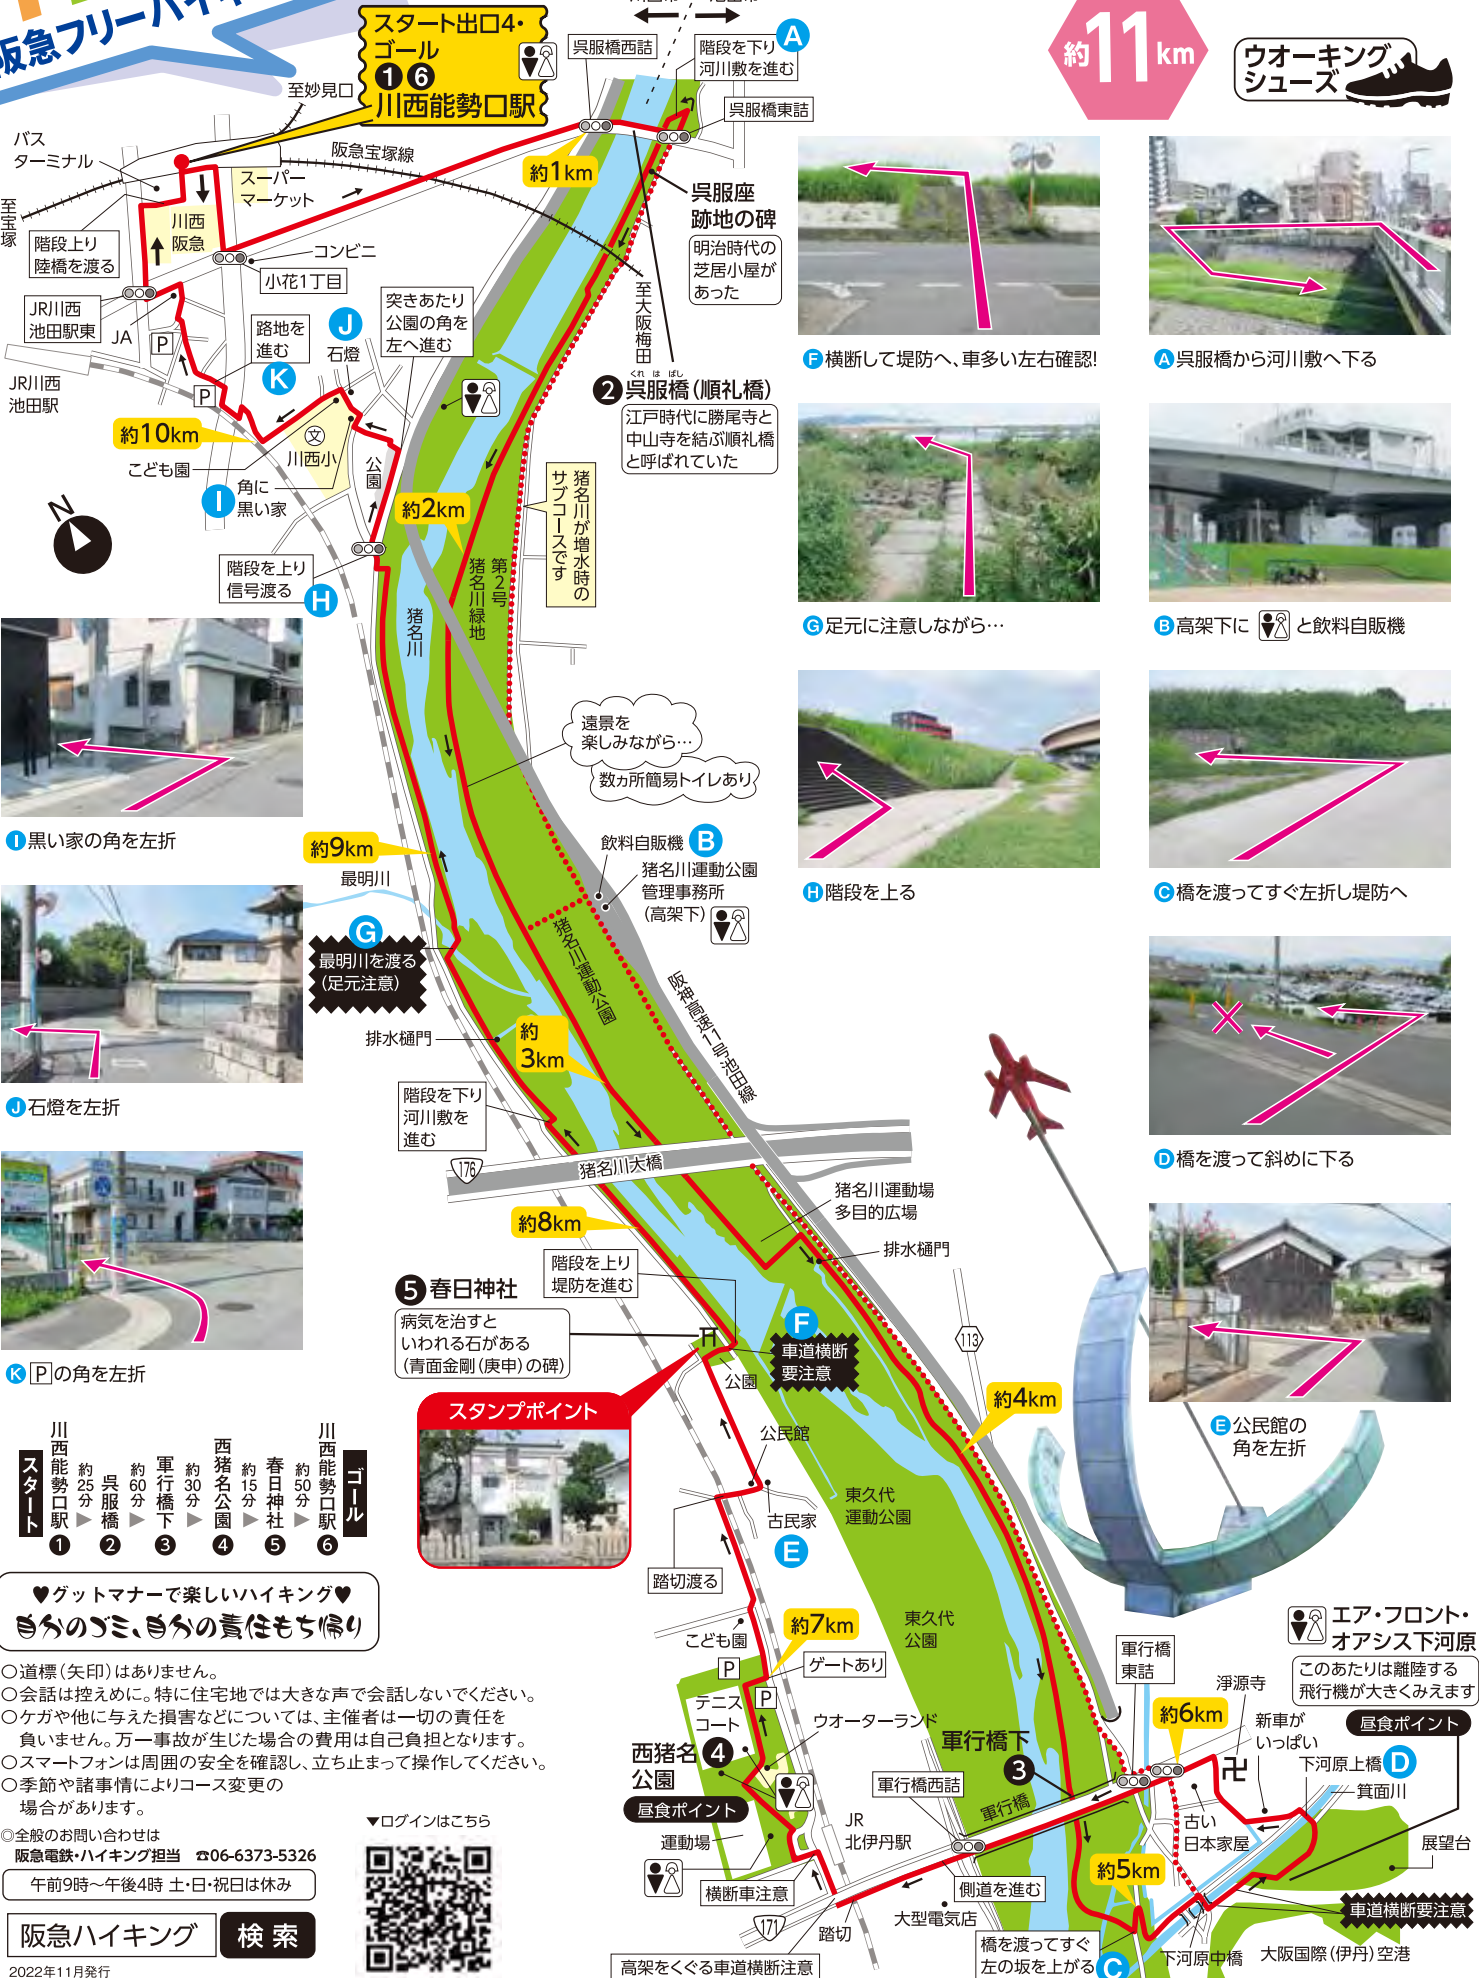 阪急フリーハイキ
スタート出口4・
ゴール
❶❻
川西能勢口駅
約11km
ウオーキング
シューズ
至妙見口
バス
ターミナル
至宝塚
阪急宝塚線
スーパー
マーケット
川西
阪急
階段上り
陸橋を渡る
コンビニ
小花1丁目
JR川西
池田駅東
JA
P
JR川西
池田駅
路地を
進む
K
P
J
石燈
突きあたり
公園の角を
左へ進む
約10km
こども園
文
川西小
I
角に
黒い家
公園
N
階段を上り
信号渡る
H
呉服橋西詰
階段を下り
河川敷を進む
A
呉服橋東詰
約1km
呉服座
跡地の碑
明治時代の
芝居小屋が
あった
至大阪梅田
くれはばし
❷呉服橋(順礼橋)
江戸時代に勝尾寺と
中山寺を結ぶ順礼橋
と呼ばれていた
約2km
猪名川が増水時の
サブコースです
第2号
猪名川緑地
猪名川
遠景を
楽しみながら…
数ヵ所簡易トイレあり
飲料自販機
B
猪名川運動公園
管理事務所
(高架下)
約9km
最明川
G
最明川を渡る
(足元注意)
猪名川運動公園
排水樋門
約
3km
阪神高速11号池田線
階段を下り
河川敷を
進む
176
猪名川大橋
約8km
猪名川運動場
多目的広場
排水樋門
階段を上り
堤防を進む
❺春日神社
病気を治すと
いわれる石がある
(青面金剛(庚申)の碑)
F
車道横断
要注意
公園
113
スタンプポイント
約4km
公民館
古民家
E
東久代
運動公園
踏切渡る
こども園
約7km
東久代
公園
P
ゲートあり
P
テニス
コート
ウオーターランド
西猪名❹
公園
昼食ポイント
運動場
横断車注意
JR
北伊丹駅
軍行橋西詰
軍行橋下
❸
軍行橋
軍行橋
東詰
約6km
淨源寺
卍
新車が
いっぱい
下河原上橋
D
箕面川
古い
日本家屋
展望台
エア・フロント・
オアシス下河原
このあたりは離陸する
飛行機が大きくみえます
昼食ポイント
約5km
側道を進む
大型電気店
171
踏切
高架をくぐる車道横断注意
橋を渡ってすぐ
左の坂を上がる
C
下河原中橋
車道横断要注意
大阪国際(伊丹)空港
F横断して堤防へ、車多い左右確認!
A呉服橋から河川敷へ下る
G足元に注意しながら…
B高架下に と飲料自販機
H階段を上る
C橋を渡ってすぐ左折し堤防へ
D橋を渡って斜めに下る
E公民館の
角を左折
I黒い家の角を左折
J石燈を左折
KPの角を左折
スタート
川西能勢口駅❶
約25分
呉服橋❷
約60分
軍行橋下❸
約30分
西猪名公園❹
約15分
春日神社❺
約50分
川西能勢口駅❻
ゴール
♥グットマナーで楽しいハイキング♥
自分のゴミ、自分の責任もち帰り
○道標(矢印)はありません。
○会話は控えめに。特に住宅地では大きな声で会話しないでください。
○ケガや他に与えた損害などについては、主催者は一切の責任を
負いません。万一事故が生じた場合の費用は自己負担となります。
○スマートフォンは周囲の安全を確認し、立ち止まって操作してください。
○季節や諸事情によりコース変更の
場合があります。
◎全般のお問い合わせは
阪急電鉄・ハイキング担当 ☎06-6373-5326
午前9時〜午後4時 土・日・祝日は休み
阪急ハイキング 検索
2022年11月発行
▼ログインはこちら